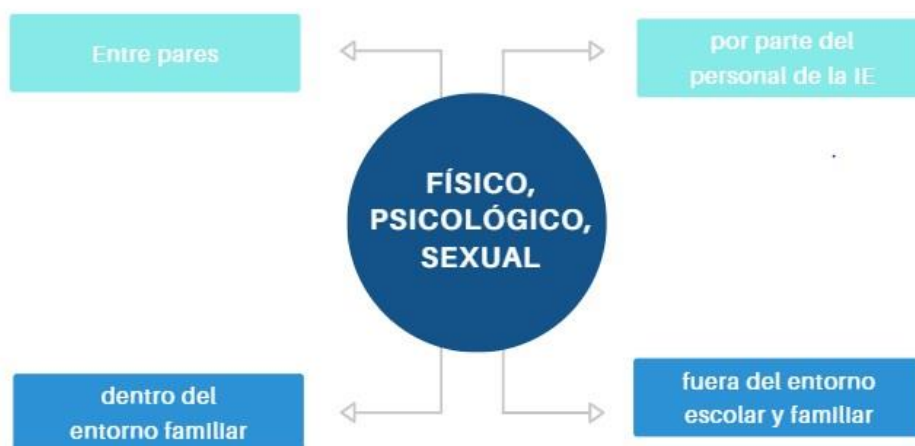 Entre pares
por parte del
personal de la IE
FÍSICO,
PSICOLÓGICO,
SEXUAL
dentro del
entorno familiar
fuera del entorno
escolar y familiar